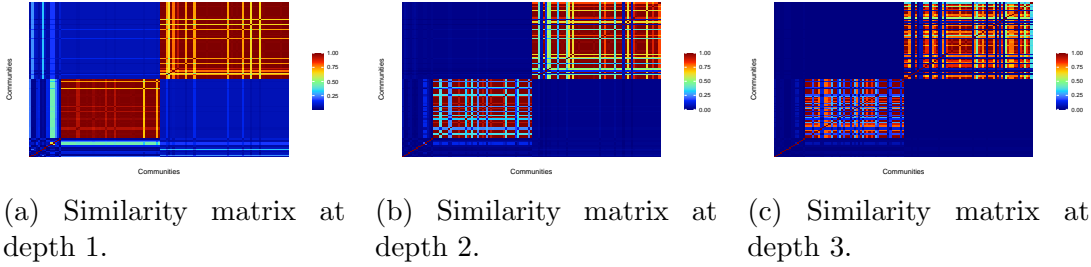 Communities
1.00
0.75
0.50
0.25
Communities
Communities
1.00
0.75
0.50
0.25
0.00
Communities
Communities
1.00
0.75
0.50
0.25
0.00
Communities
(a) Similarity matrix at
depth 1.
(b) Similarity matrix at
depth 2.
(c) Similarity matrix at
depth 3.